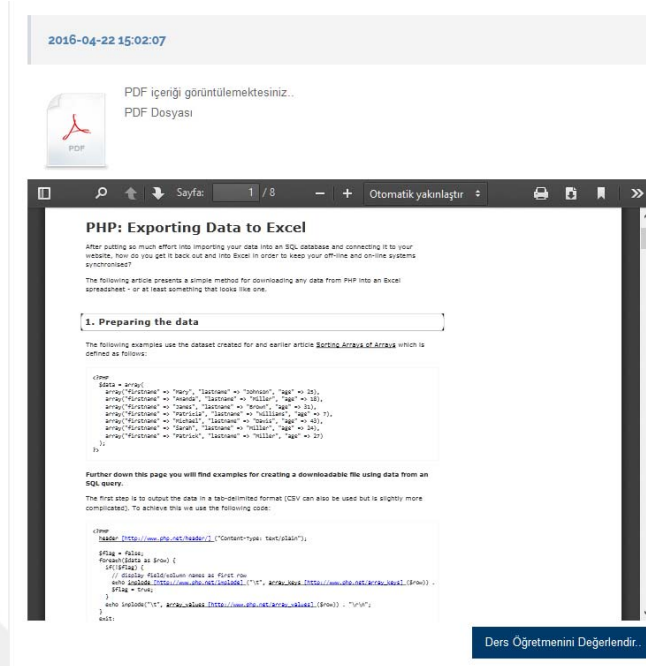 2016-04-22 15:02:07
PDF içeriği görüntülemektesiniz..
PDF Dosyası
PDF
Sayfa: 1 / 8 − + Otomatik yakınlaştır
PHP: Exporting Data to Excel
After putting so much effort into importing your data into an SQL database and connecting it to your
website, how do you get it back out and into Excel in order to keep your off-line and on-line systems
synchronised?
The following article presents a simple method for downloading any data from PHP into an Excel
spreadsheet - or at least something that looks like one.
1. Preparing the data
The following examples use the dataset created for and earlier article Sorting Arrays of Arrays which is
defined as follows:
<?PHP
$data = array(
array("firstname" => "Mary", "lastname" => "Johnson", "age" => 25),
array("firstname" => "Amanda", "lastname" => "Miller", "age" => 18),
array("firstname" => "James", "lastname" => "Brown", "age" => 31),
array("firstname" => "Patricia", "lastname" => "Williams", "age" => 7),
array("firstname" => "Michael", "lastname" => "Davis", "age" => 43),
array("firstname" => "Sarah", "lastname" => "Miller", "age" => 24),
array("firstname" => "Patrick", "lastname" => "Miller", "age" => 27)
);
?>
Further down this page you will find examples for creating a downloadable file using data from an
SQL query.
The first step is to output the data in a tab-delimited format (CSV can also be used but is slightly more
complicated). To achieve this we use the following code:
<?PHP
header [http://www.php.net/header/] ("Content-Type: text/plain");
$flag = false;
foreach($data as $row) {
if(!$flag) {
// display field/column names as first row
echo implode [http://www.php.net/implode] ("\t", array_keys [http://www.php.net/array_keys] ($row)) .
$flag = true;
}
echo implode("\t", array_values [http://www.php.net/array_values] ($row)) . "\r\n";
}
exit;
Ders Öğretmenini Değerlendir..